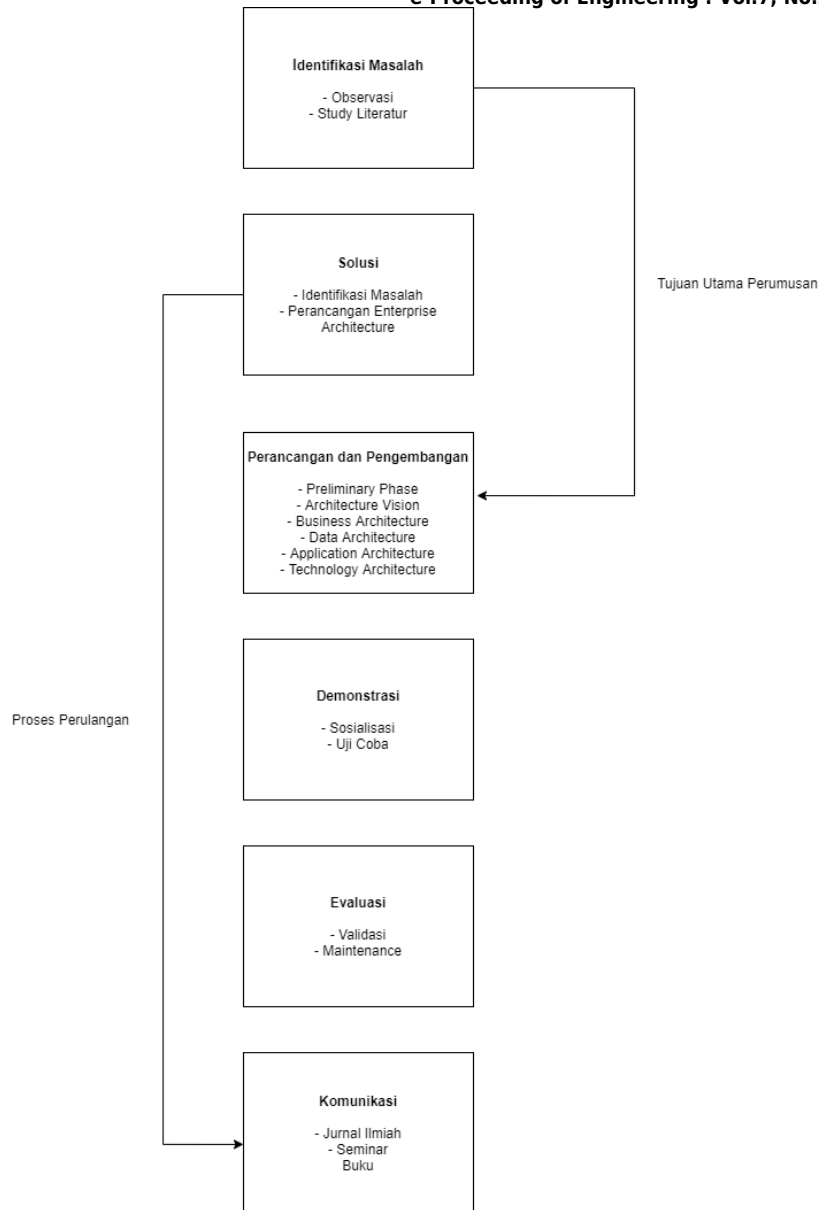 e-Proceeding of Engineering : Vol.7, No.
Identifikasi Masalah
- Observasi
- Study Literatur
Solusi
- Identifikasi Masalah
- Perancangan Enterprise
Architecture
Tujuan Utama Perumusan
Perancangan dan Pengembangan
- Preliminary Phase
- Architecture Vision
- Business Architecture
- Data Architecture
- Application Architecture
- Technology Architecture
Demonstrasi
- Sosialisasi
- Uji Coba
Proses Perulangan
Evaluasi
- Validasi
- Maintenance
Komunikasi
- Jurnal Ilmiah
- Seminar
Buku